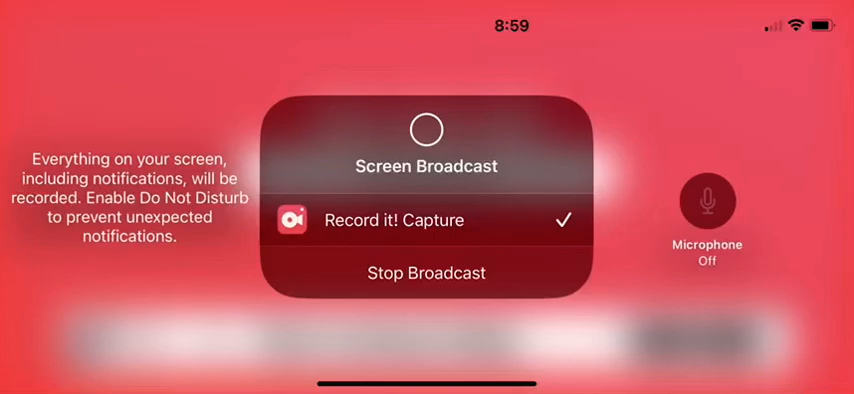 8:59
Everything on your screen,
including notifications, will be
recorded. Enable Do Not Disturb
to prevent unexpected
notifications.
Screen Broadcast
Record it! Capture
Stop Broadcast
Microphone
Off